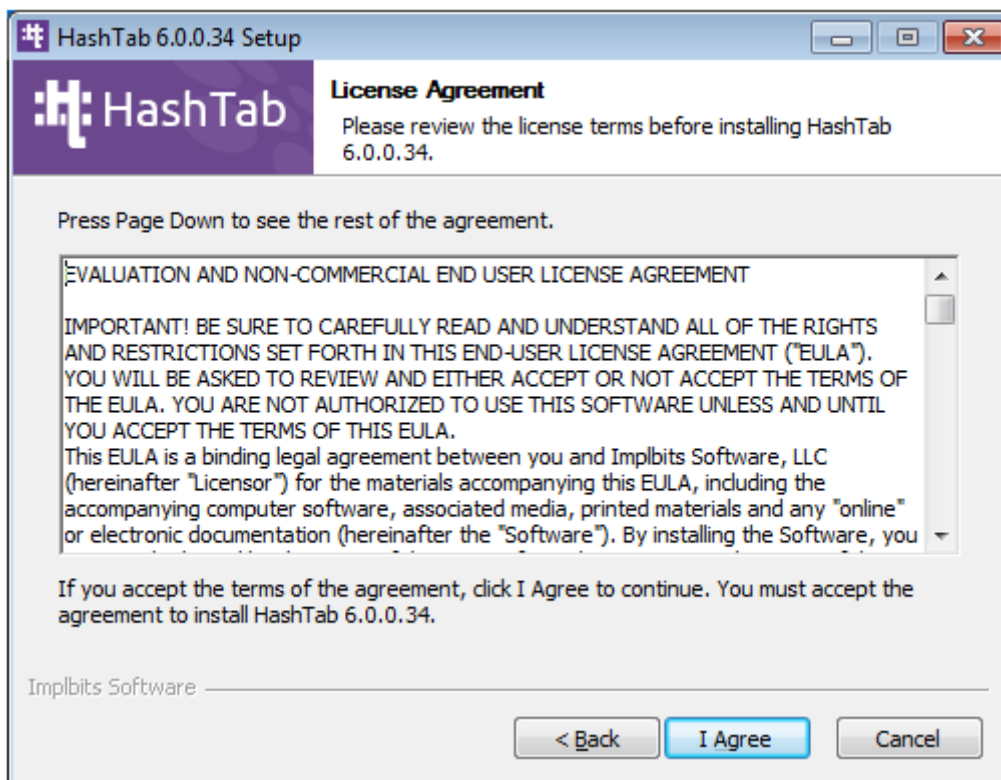 HashTab 6.0.0.34 Setup
HashTab
License Agreement
Please review the license terms before installing HashTab
6.0.0.34.
Press Page Down to see the rest of the agreement.
EVALUATION AND NON-COMMERCIAL END USER LICENSE AGREEMENT
IMPORTANT! BE SURE TO CAREFULLY READ AND UNDERSTAND ALL OF THE RIGHTS
AND RESTRICTIONS SET FORTH IN THIS END-USER LICENSE AGREEMENT ("EULA").
YOU WILL BE ASKED TO REVIEW AND EITHER ACCEPT OR NOT ACCEPT THE TERMS OF
THE EULA. YOU ARE NOT AUTHORIZED TO USE THIS SOFTWARE UNLESS AND UNTIL
YOU ACCEPT THE TERMS OF THIS EULA.
This EULA is a binding legal agreement between you and Implbits Software, LLC
(hereinafter "Licensor") for the materials accompanying this EULA, including the
accompanying computer software, associated media, printed materials and any "online"
or electronic documentation (hereinafter the "Software"). By installing the Software, you
If you accept the terms of the agreement, click I Agree to continue. You must accept the
agreement to install HashTab 6.0.0.34.
Implbits Software
< Back
I Agree
Cancel